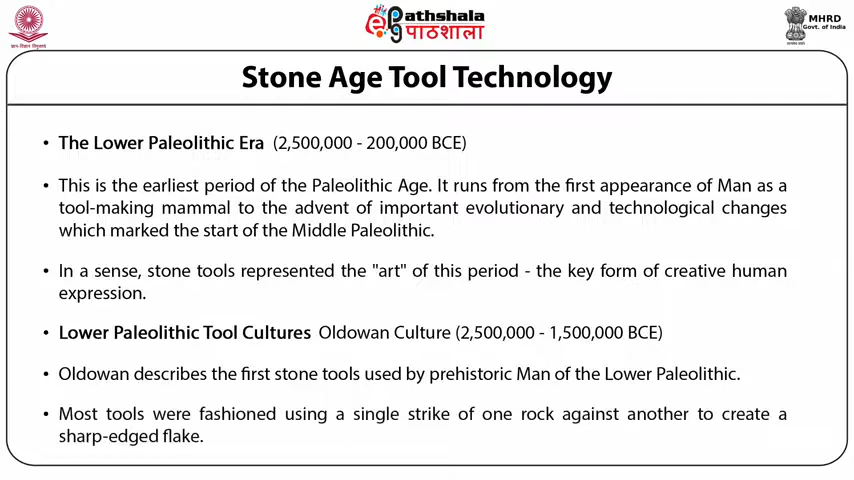 ePathshala
पाठशाला
MHRD
Govt. of India
Stone Age Tool Technology
• The Lower Paleolithic Era (2,500,000 - 200,000 BCE)
• This is the earliest period of the Paleolithic Age. It runs from the first appearance of Man as a
tool-making mammal to the advent of important evolutionary and technological changes
which marked the start of the Middle Paleolithic.
• In a sense, stone tools represented the "art" of this period - the key form of creative human
expression.
• Lower Paleolithic Tool Cultures Oldowan Culture (2,500,000 - 1,500,000 BCE)
• Oldowan describes the first stone tools used by prehistoric Man of the Lower Paleolithic.
• Most tools were fashioned using a single strike of one rock against another to create a
sharp-edged flake.